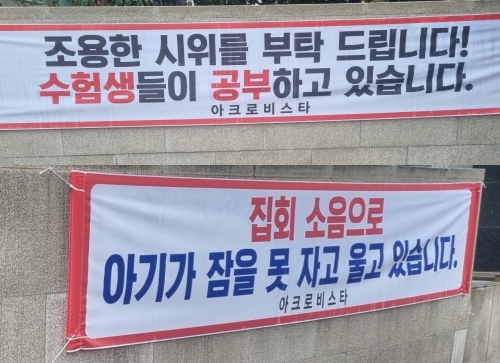 조용한 시위를 부탁 드립니다!
수험생들이 공부하고 있습니다.
아크로비스타
집회 소음으로
아기가 잠을 못 자고 울고 있습니다.
아크로비스타